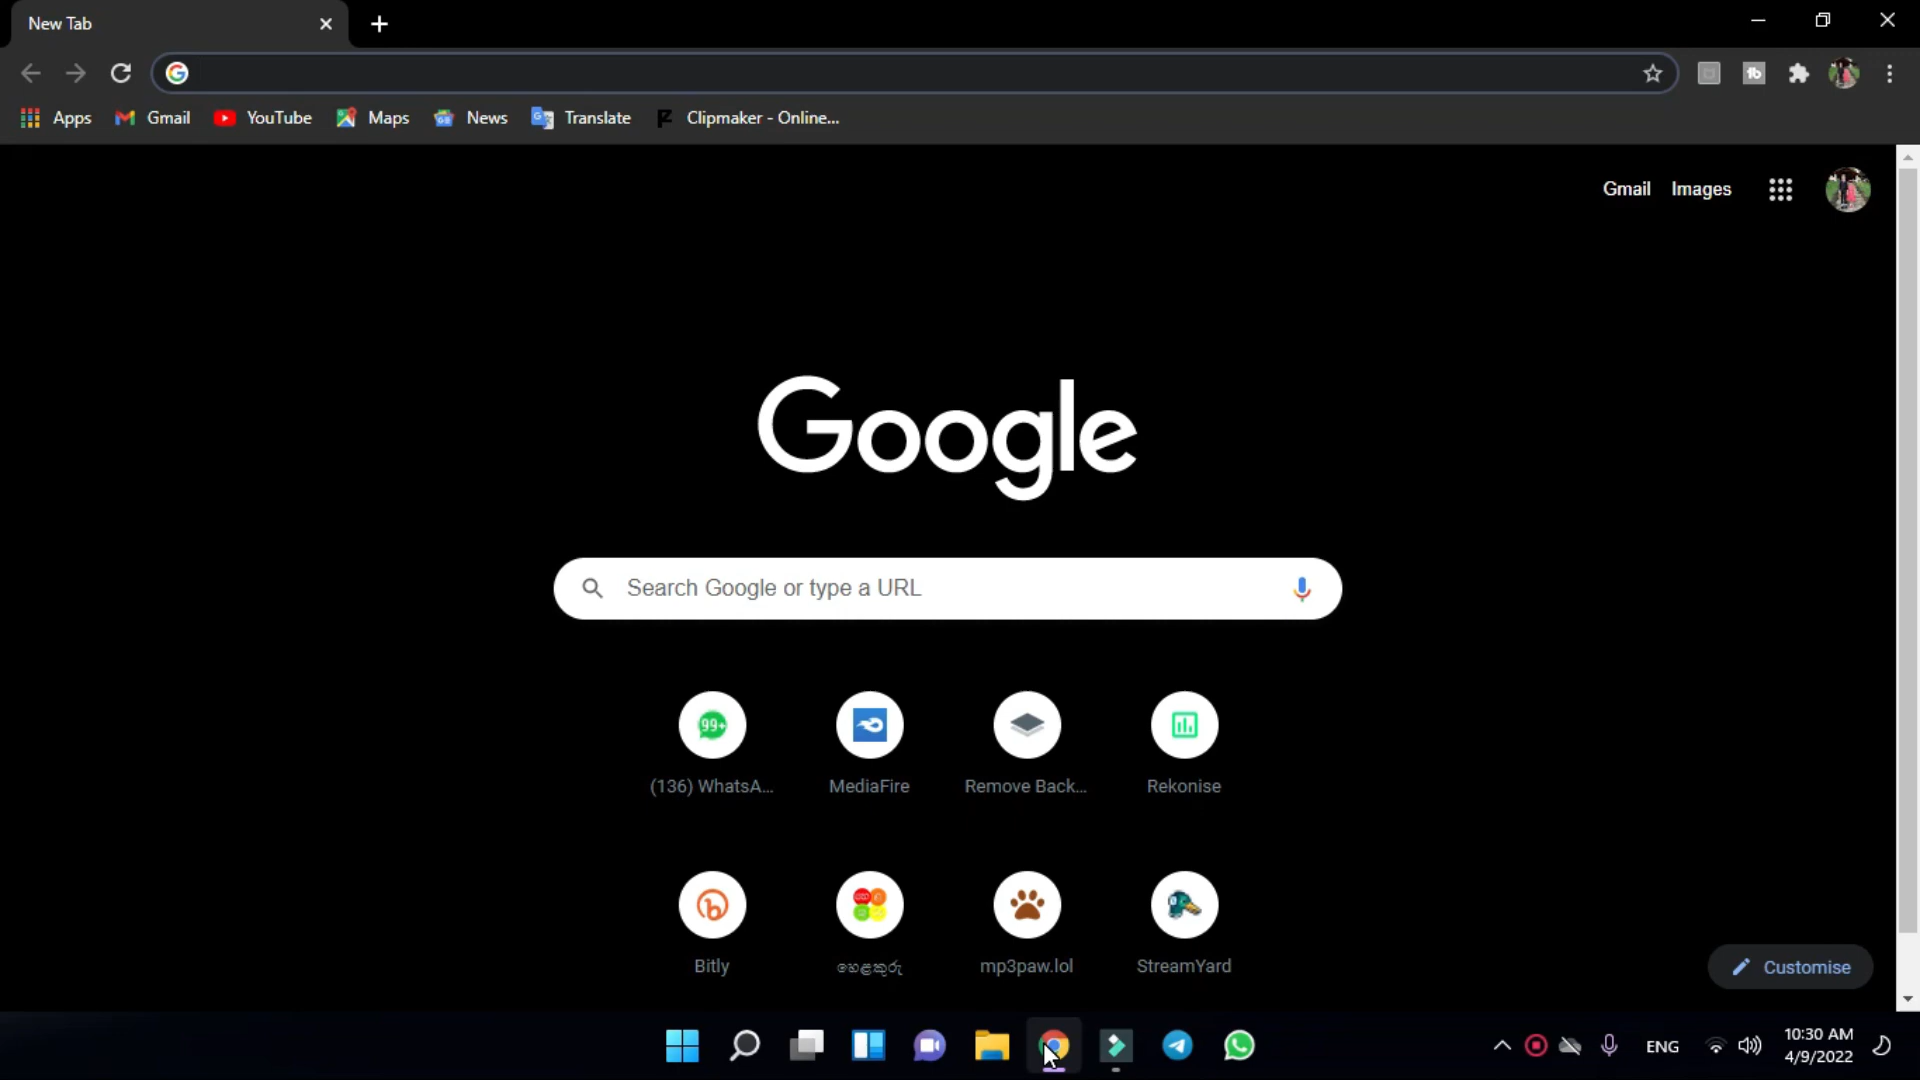 New Tab
Apps Gmail YouTube Maps News Translate Clipmaker - Online...
Gmail Images
Google
Search Google or type a URL
99+
(136) WhatsA... MediaFire Remove Back... Rekonise
Bitly හෙළකුරු mp3paw.lol StreamYard
Customise
ENG 10:30 AM
4/9/2022